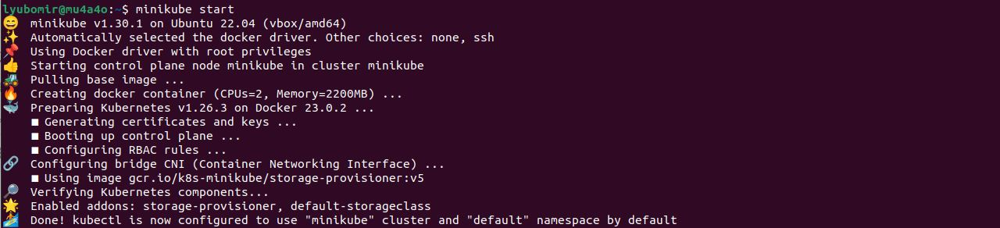 lyubomir@mu4a4o:~$ minikube start
😄 minikube v1.30.1 on Ubuntu 22.04 (vbox/amd64)
✨ Automatically selected the docker driver. Other choices: none, ssh
📌 Using Docker driver with root privileges
👍 Starting control plane node minikube in cluster minikube
🚜 Pulling base image ...
🔥 Creating docker container (CPUs=2, Memory=2200MB) ...
🐳 Preparing Kubernetes v1.26.3 on Docker 23.0.2 ...
▪ Generating certificates and keys ...
▪ Booting up control plane ...
▪ Configuring RBAC rules ...
🔗 Configuring bridge CNI (Container Networking Interface) ...
▪ Using image gcr.io/k8s-minikube/storage-provisioner:v5
🔎 Verifying Kubernetes components...
🌟 Enabled addons: storage-provisioner, default-storageclass
🏄 Done! kubectl is now configured to use "minikube" cluster and "default" namespace by default